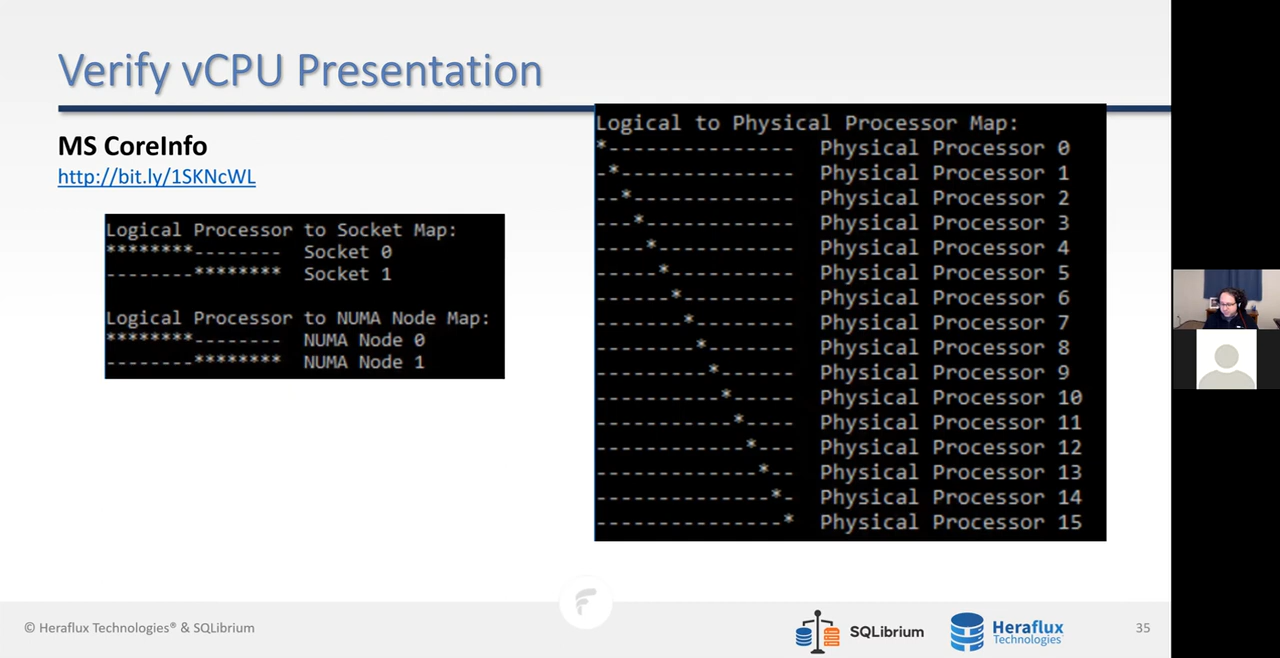 Verify vCPU Presentation
MS CoreInfo
http://bit.ly/1SKNcWL
Logical Processor to Socket Map:
********-------- Socket 0
--------******** Socket 1
Logical Processor to NUMA Node Map:
********-------- NUMA Node 0
--------******** NUMA Node 1
Logical to Physical Processor Map:
*--------------- Physical Processor 0
-*-------------- Physical Processor 1
--*------------- Physical Processor 2
---*------------ Physical Processor 3
----*----------- Physical Processor 4
-----*---------- Physical Processor 5
------*--------- Physical Processor 6
-------*-------- Physical Processor 7
--------*------- Physical Processor 8
---------*------ Physical Processor 9
----------*----- Physical Processor 10
-----------*---- Physical Processor 11
------------*--- Physical Processor 12
-------------*-- Physical Processor 13
--------------*- Physical Processor 14
---------------* Physical Processor 15
© Heraflux Technologies® & SQLibrium
SQLibrium
Heraflux
Technologies
35